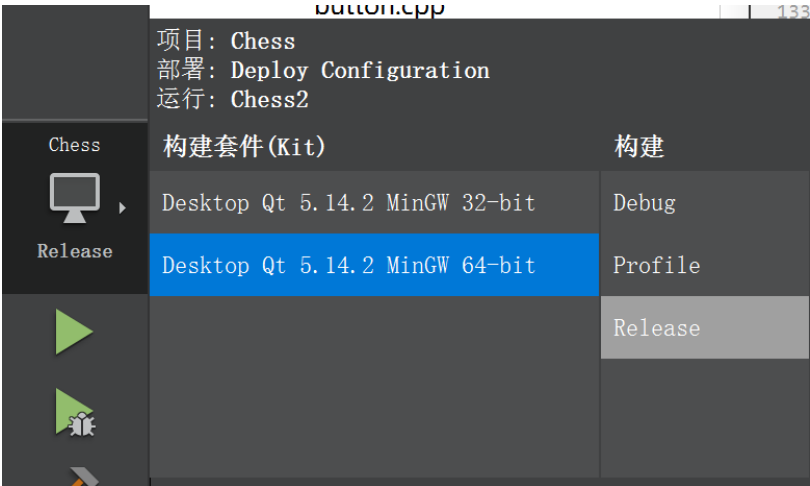 button.cpp
133
项目: Chess
部署: Deploy Configuration
运行: Chess2
Chess
构建套件(Kit)
构建
Desktop Qt 5.14.2 MinGW 32-bit
Debug
Release
Desktop Qt 5.14.2 MinGW 64-bit
Profile
Release